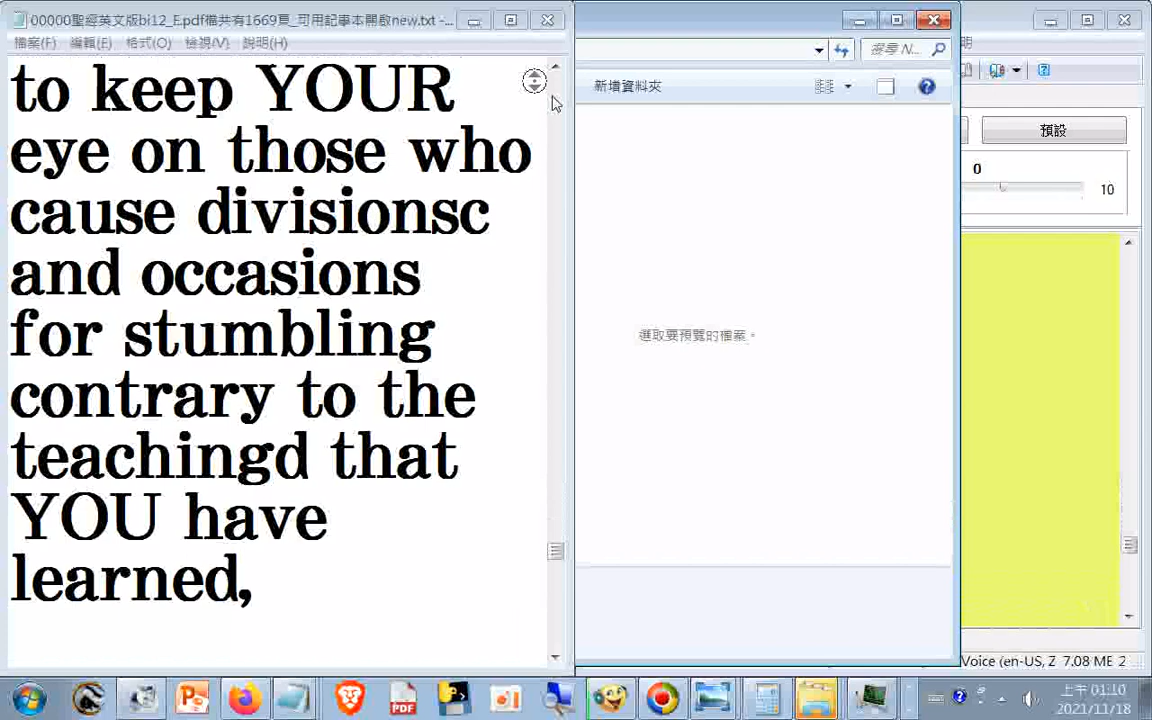 00000聖經英文版bi12_E.pdf檔共有1669頁_可用記事本開啟new.txt -...
檔案(F) 編輯(E) 格式(O) 檢視(V) 說明(H)
to keep YOUR
eye on those who
cause divisionsc
and occasions
for stumbling
contrary to the
teachingd that
YOU have
learned,
搜尋 N...
新增資料夾
選取要預覽的檔案。
明
預設
0
10
Voice (en-US, Z 7.08 ME 2
上午 01:10
2021/11/18